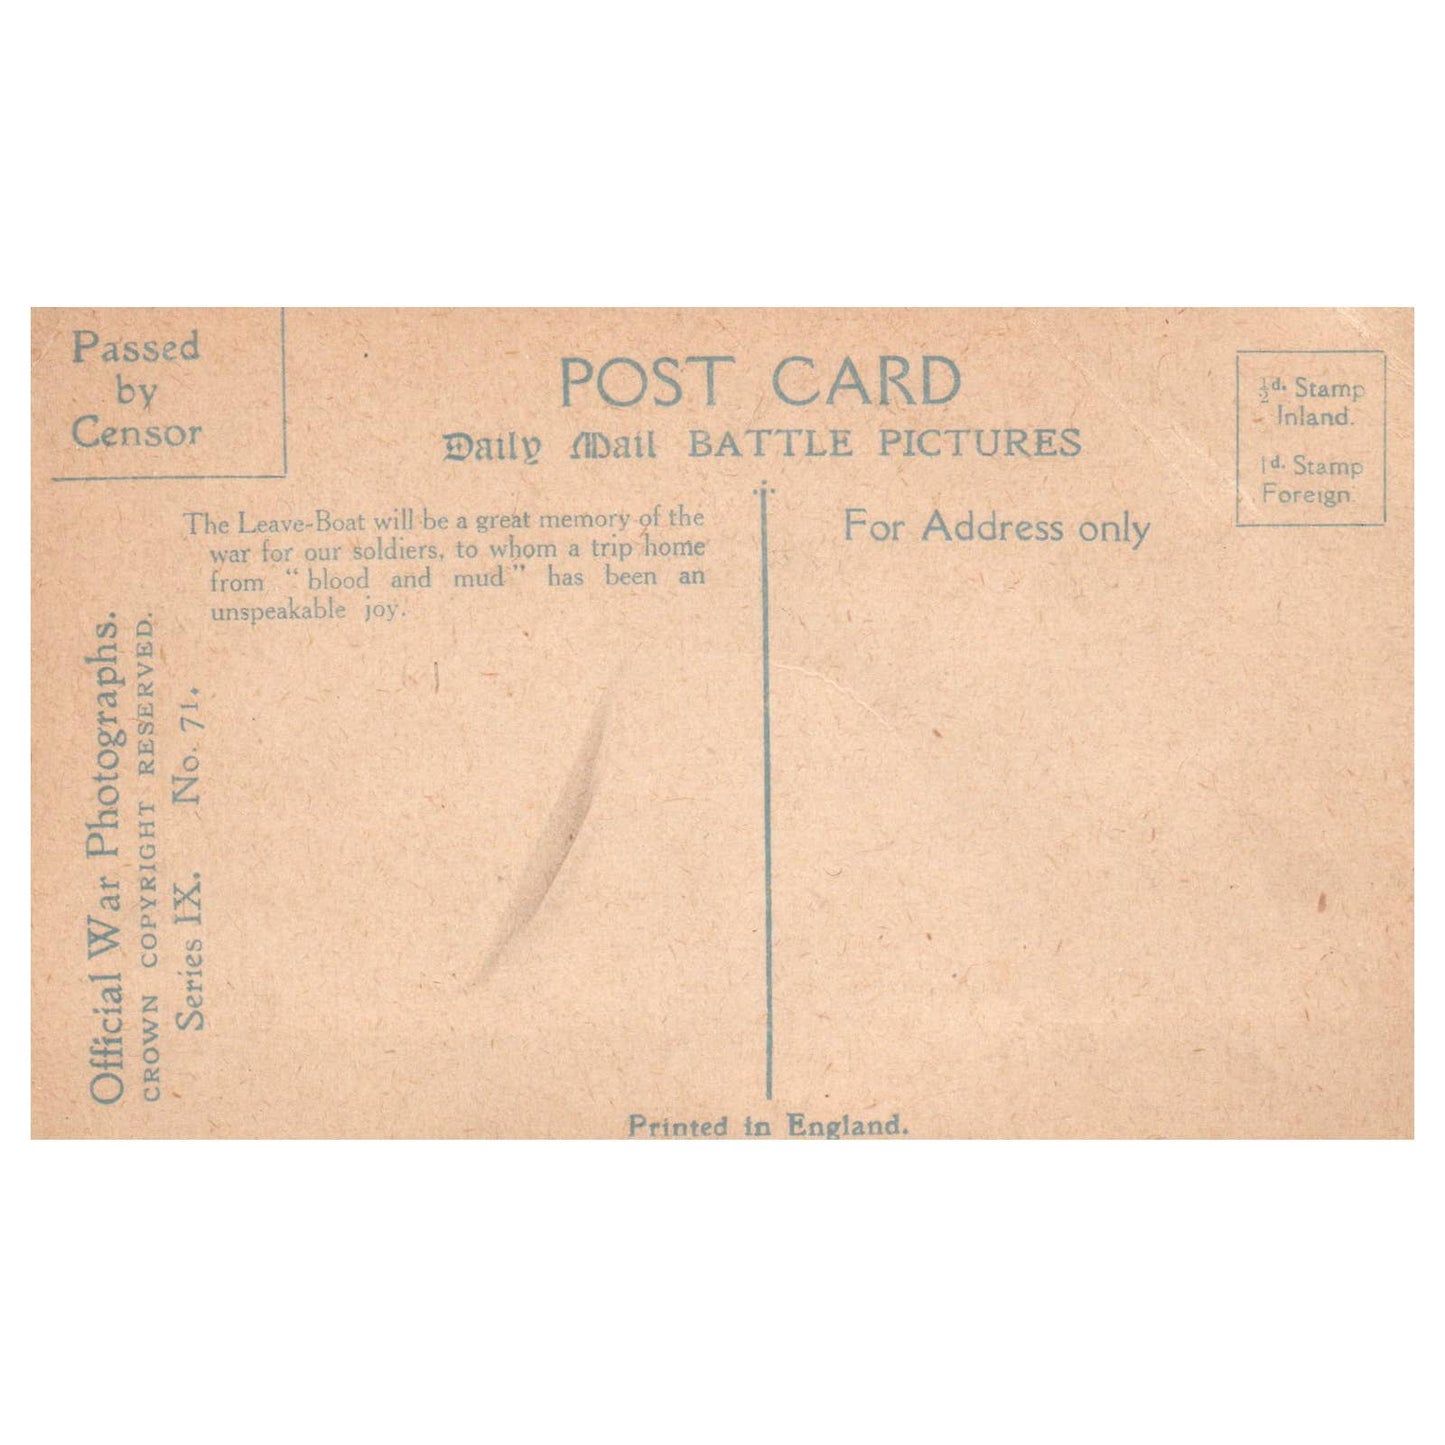 Passed
by
Censor
POST CARD
Daily Mail BATTLE PICTURES
½d. Stamp
Inland.
1d. Stamp
Foreign.
The Leave-Boat will be a great memory of the
war for our soldiers, to whom a trip home
from "blood and mud" has been an
unspeakable joy.
For Address only
Official War Photographs.
CROWN COPYRIGHT RESERVED.
Series IX. No. 71.
Printed in England.